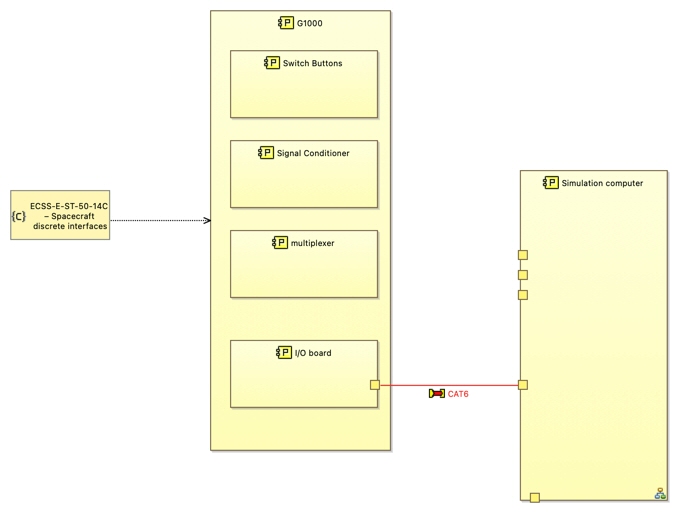 G1000
Switch Buttons
Signal Conditioner
ECSS-E-ST-50-14C
– Spacecraft
discrete interfaces
{C}
multiplexer
I/O board
CAT6
Simulation computer